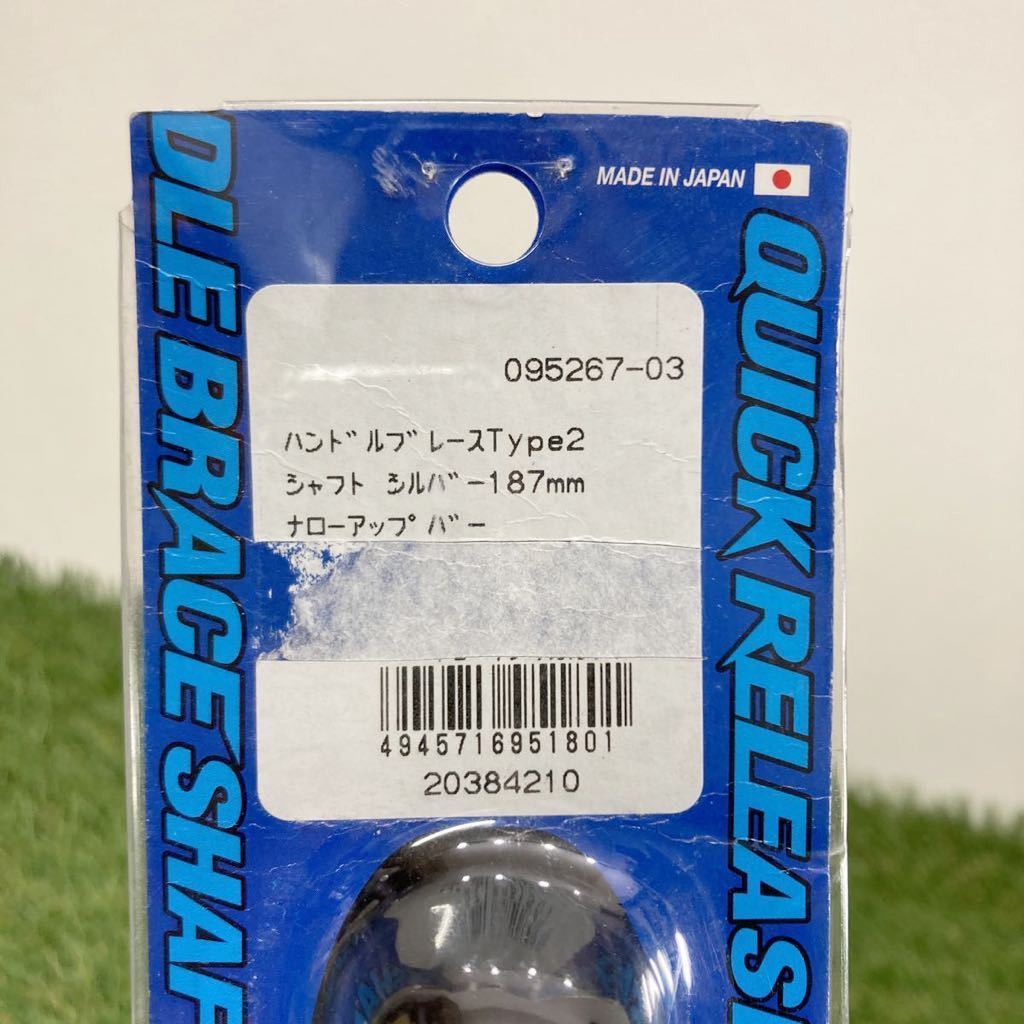 MADE IN JAPAN
DLE BRACE SHAF
QUICK RELEAS
095267-03
ﾊﾝﾄﾞﾙﾌﾞﾚｰｽType2
ｼｬﾌﾄ ｼﾙﾊﾞｰ187mm
ﾅﾛｰｱｯﾌﾟﾊﾞｰ
4945716951801
20384210